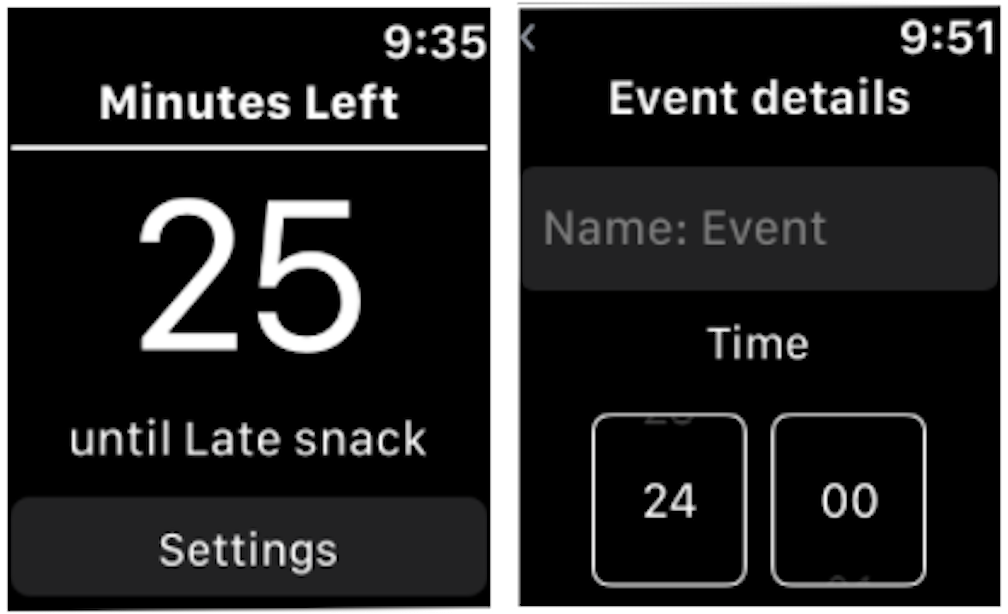 9:35
Minutes Left
25
until Late snack
Settings
9:51
Event details
Name: Event
Time
24 00